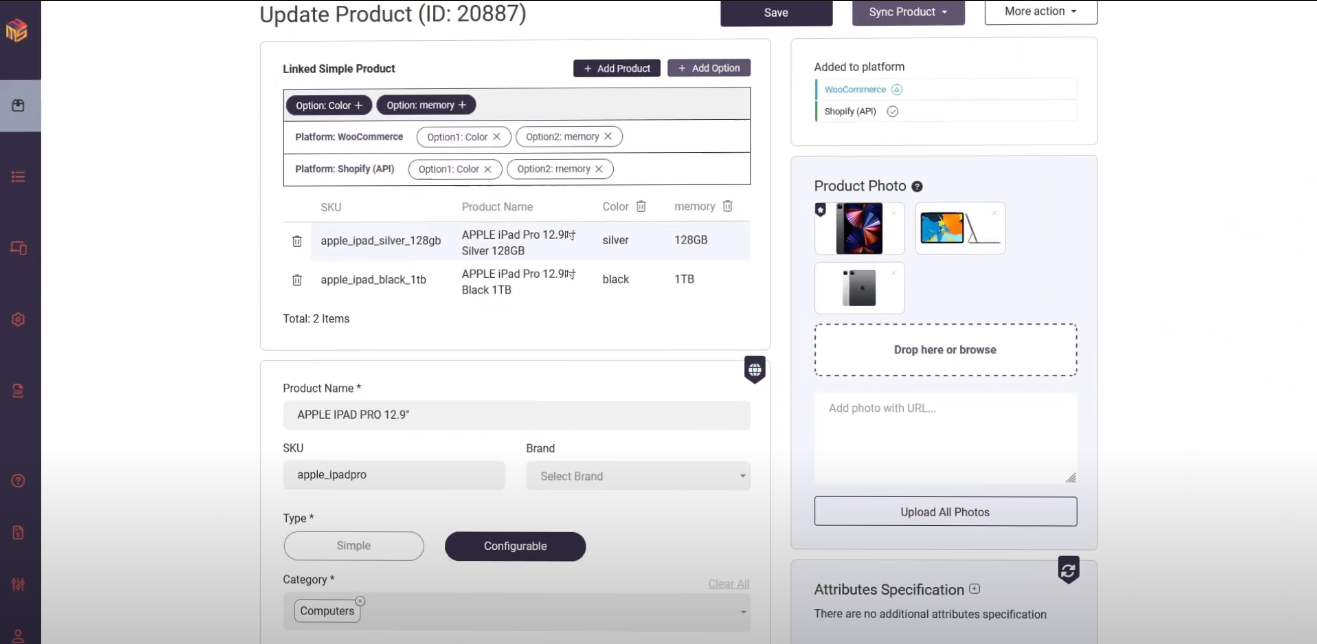 Update Product (ID: 20887)
Save
Sync Product
More action
Linked Simple Product
+ Add Product
+ Add Option
Option: Color +
Option: memory +
Platform: WooCommerce
Option1: Color ×
Option2: memory ×
Platform: Shopify (API)
Option1: Color ×
Option2: memory ×
SKU
Product Name
Color
memory
apple_ipad_silver_128gb
APPLE iPad Pro 12.9吋
Silver 128GB
silver
128GB
apple_ipad_black_1tb
APPLE iPad Pro 12.9吋
Black 1TB
black
1TB
Total: 2 Items
Product Name *
APPLE IPAD PRO 12.9"
SKU
Brand
apple_ipadpro
Select Brand
Type *
Simple
Configurable
Category *
Clear All
Computers
Added to platform
WooCommerce
Shopify (API)
Product Photo
Drop here or browse
Add photo with URL...
Upload All Photos
Attributes Specification
There are no additional attributes specification